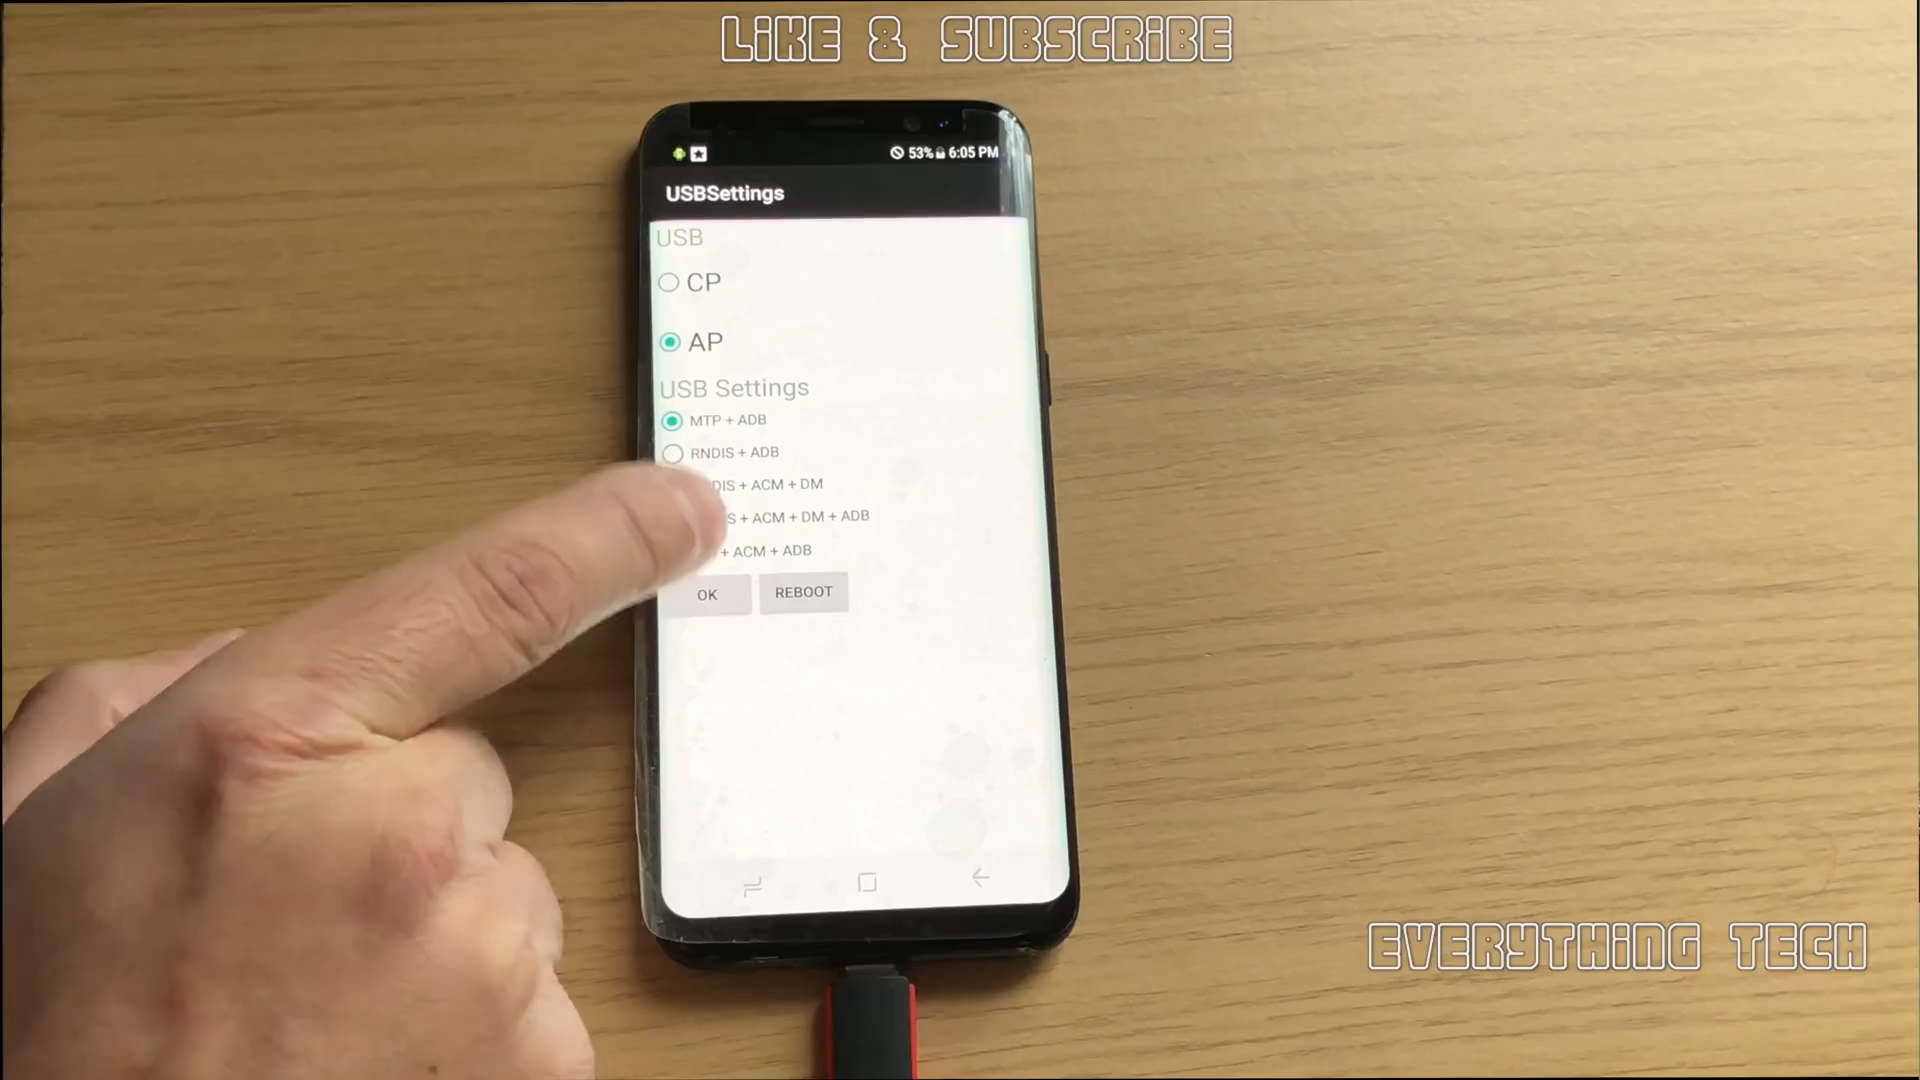 LIKE & SUBSCRIBE
53% 6:05 PM
USBSettings
USB
CP
AP
USB Settings
MTP + ADB
RNDIS + ADB
DIS + ACM + DM
S + ACM + DM + ADB
+ ACM + ADB
OK REBOOT
EVERYTHING TECH